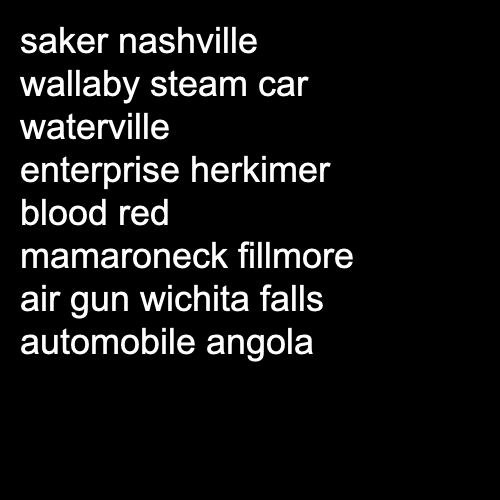 saker nashville
wallaby steam car
waterville
enterprise herkimer
blood red
mamaroneck fillmore
air gun wichita falls
automobile angola